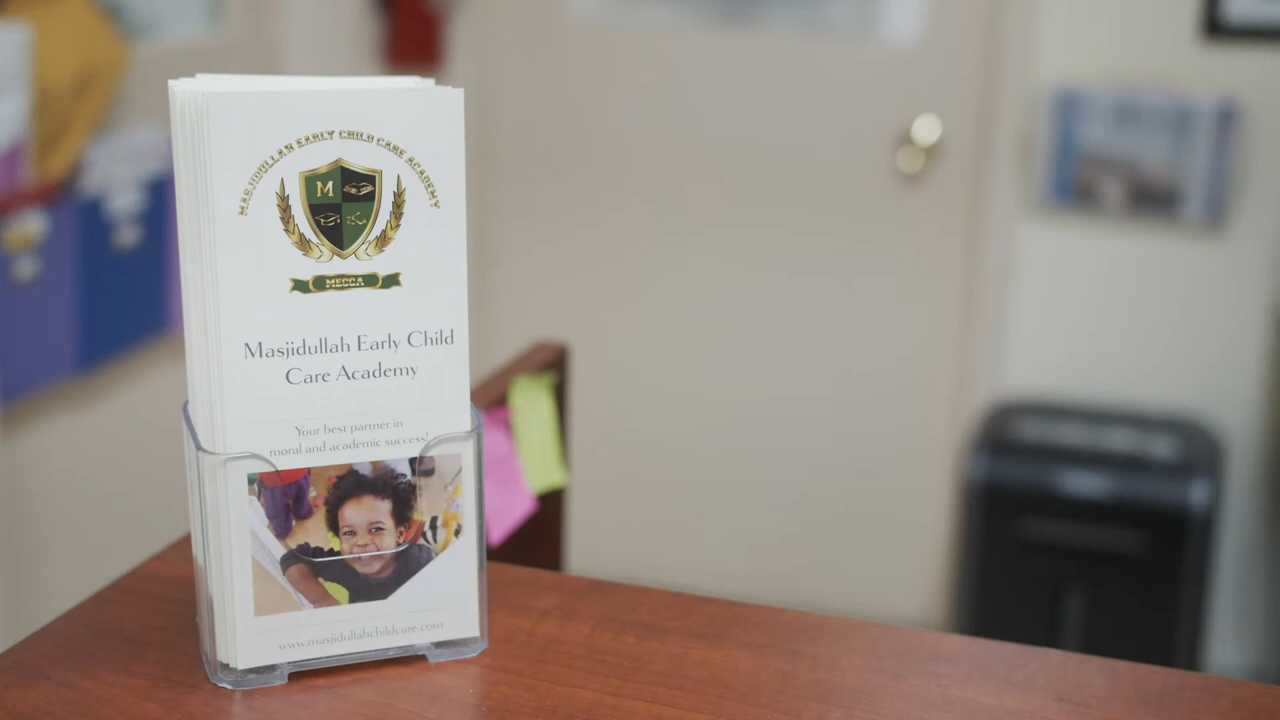 MASJIDULLAH EARLY CHILD CARE ACADEMY
M
MECCA
Masjidullah Early Child
Care Academy
Your best partner in
moral and academic success!
www.masjidullahchildcare.com